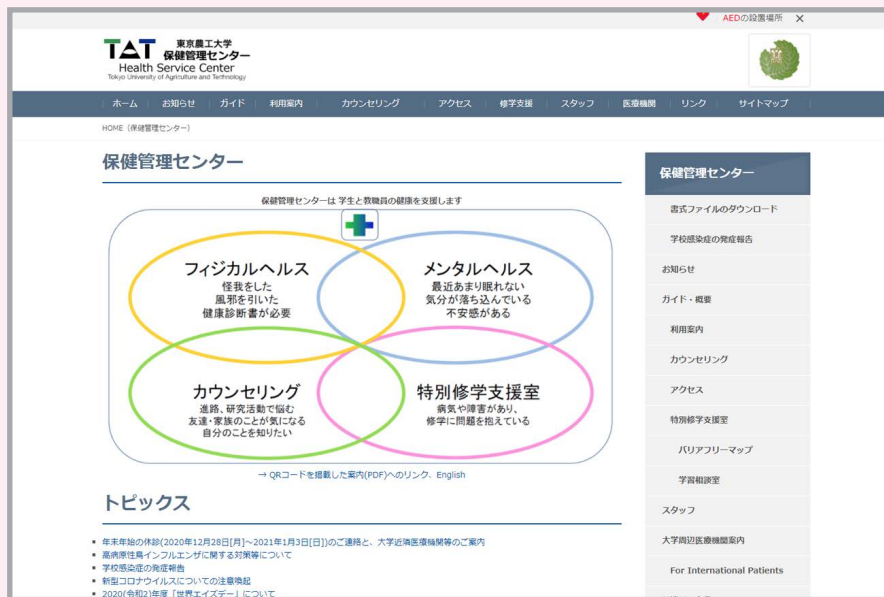 AEDの設置場所 ×
TAT 東京農工大学
保健管理センター
Health Service Center
Tokyo University of Agriculture and Technology
ホーム お知らせ ガイド 利用案内 カウンセリング アクセス 修学支援 スタッフ 医療機関 リンク サイトマップ
HOME（保健管理センター）
保健管理センター
保健管理センターは 学生と教職員の健康を支援します
フィジカルヘルス
怪我をした
風邪を引いた
健康診断書が必要
メンタルヘルス
最近あまり眠れない
気分が落ち込んでいる
不安感がある
カウンセリング
進路、研究活動で悩む
友達・家族のことが気になる
自分のことを知りたい
特別修学支援室
病気や障害があり、
修学に問題を抱えている
→ QRコードを掲載した案内(PDF)へのリンク、English
トピックス
年末年始の休診(2020年12月28日[月]～2021年1月3日[日])のご連絡と、大学近隣医療機関等のご案内
高病原性鳥インフルエンザに関する対策等について
学校感染症の発症報告
新型コロナウイルスについての注意喚起
2020(令和2)年度「世界エイズデー」について
保健管理センター
書式ファイルのダウンロード
学校感染症の発症報告
お知らせ
ガイド・概要
利用案内
カウンセリング
アクセス
特別修学支援室
バリアフリーマップ
学習相談室
スタッフ
大学周辺医療機関案内
For International Patients